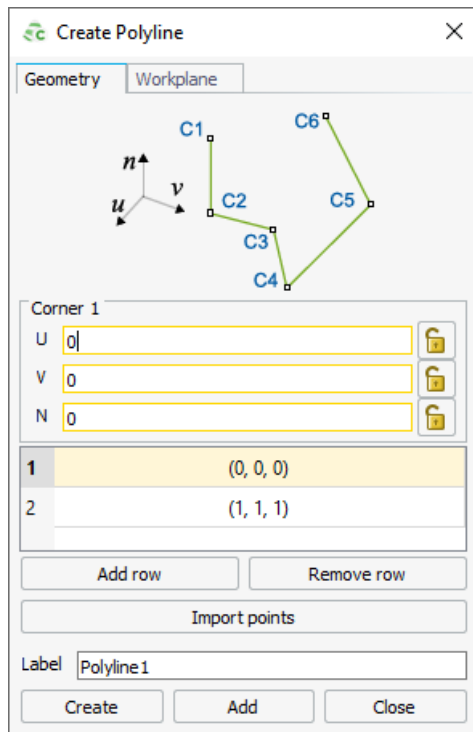 Create Polyline
Geometry Workplane
C1 C6
n
v
u
C2 C5
C3
C4
Corner 1
U 0
V 0
N 0
1 (0, 0, 0)
2 (1, 1, 1)
Add row Remove row
Import points
Label Polyline1
Create Add Close